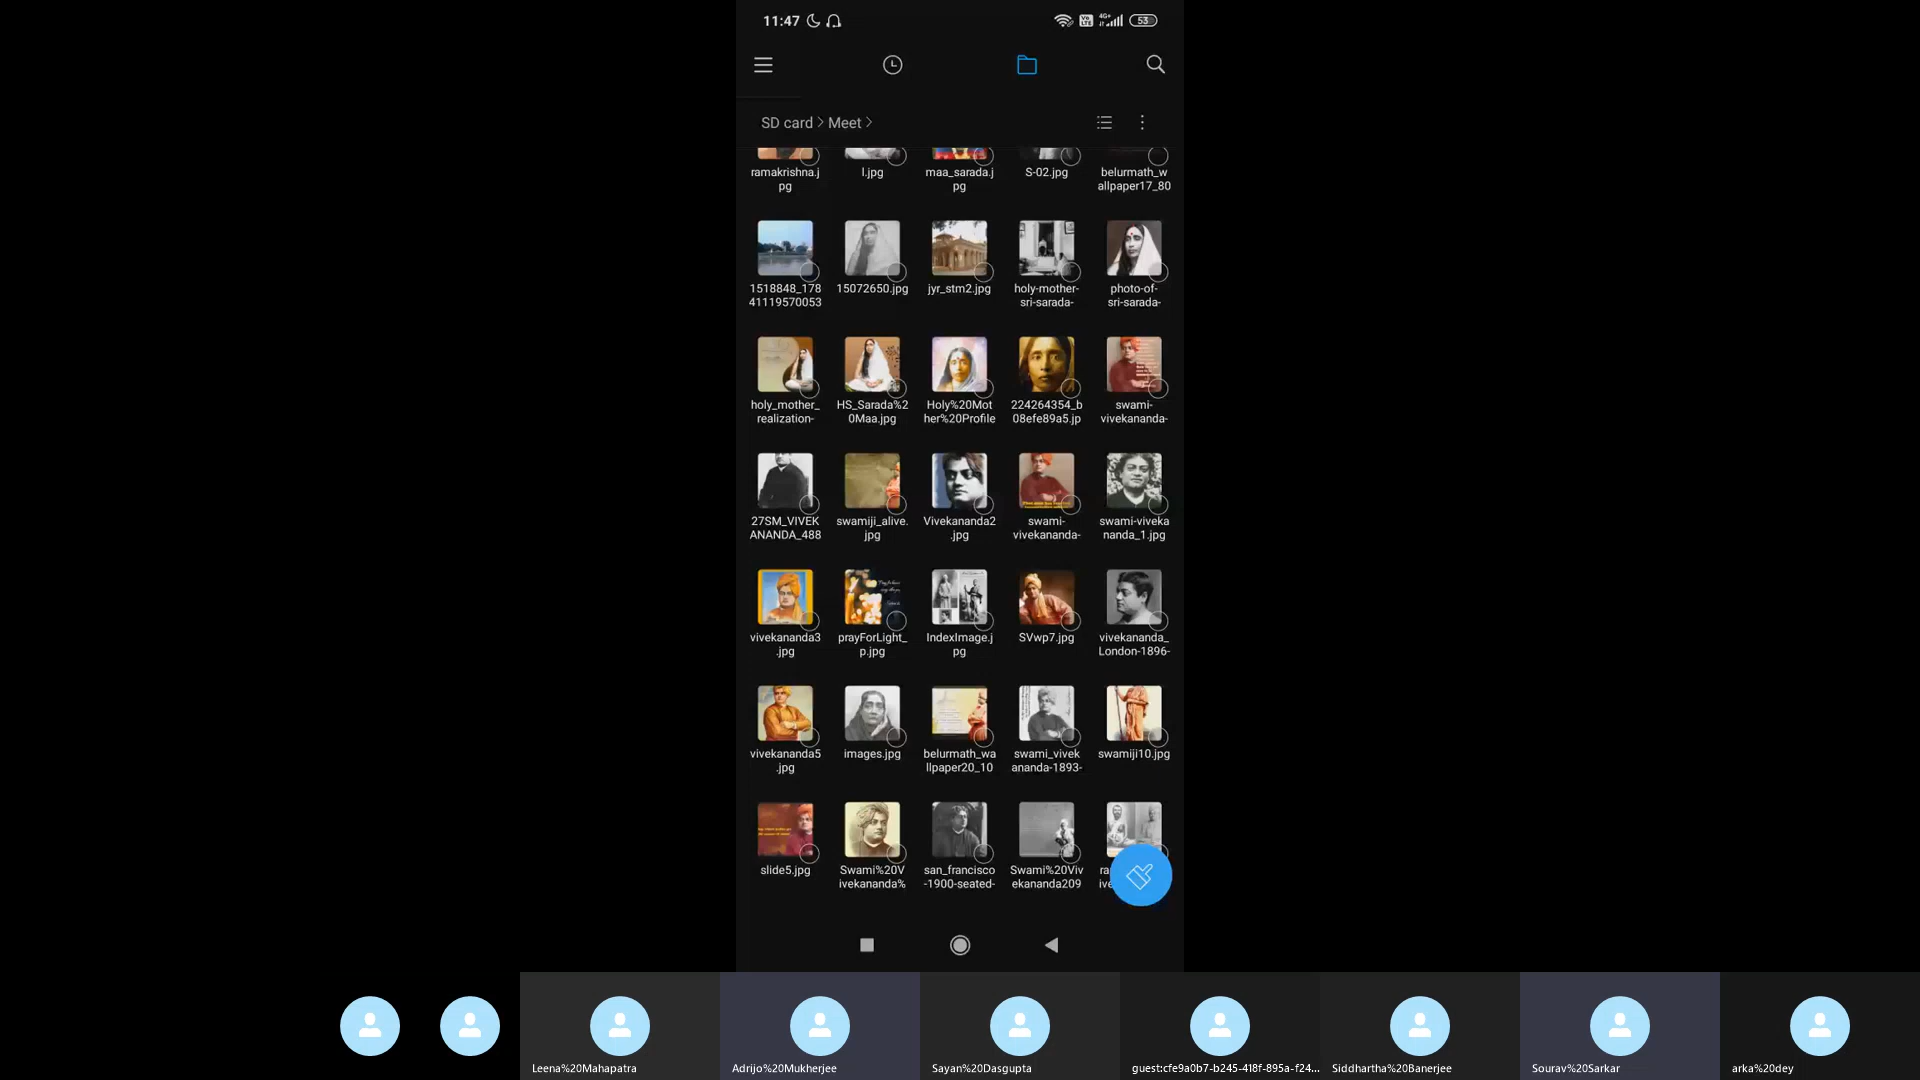 11:47
Vo LTE
4G+
53
SD card > Meet >
ramakrishna.j
pg
l.jpg
maa_sarada.j
pg
S-02.jpg
belurmath_w
allpaper17_80
1518848_178
41119570053
15072650.jpg
jyr_stm2.jpg
holy-mother-
sri-sarada-
photo-of-
sri-sarada-
holy_mother_
realization-
HS_Sarada%2
0Maa.jpg
Holy%20Mot
her%20Profile
224264354_b
08efe89a5.jp
swami-
vivekananda-
27SM_VIVEK
ANANDA_488
swamiji_alive.
jpg
Vivekananda2
.jpg
swami-
vivekananda-
swami-viveka
nanda_1.jpg
vivekananda3
.jpg
prayForLight_
p.jpg
IndexImage.j
pg
SVwp7.jpg
vivekananda_
London-1896-
vivekananda5
.jpg
images.jpg
belurmath_wa
llpaper20_10
swami_vivek
ananda-1893-
swamiji10.jpg
slide5.jpg
Swami%20V
ivekananda%
san_francisco
-1900-seated-
Swami%20Viv
ekananda209
Leena%20Mahapatra
Adrijo%20Mukherjee
Sayan%20Dasgupta
guest:cfe9a0b7-b245-418f-895a-f24...
Siddhartha%20Banerjee
Sourav%20Sarkar
arka%20dey